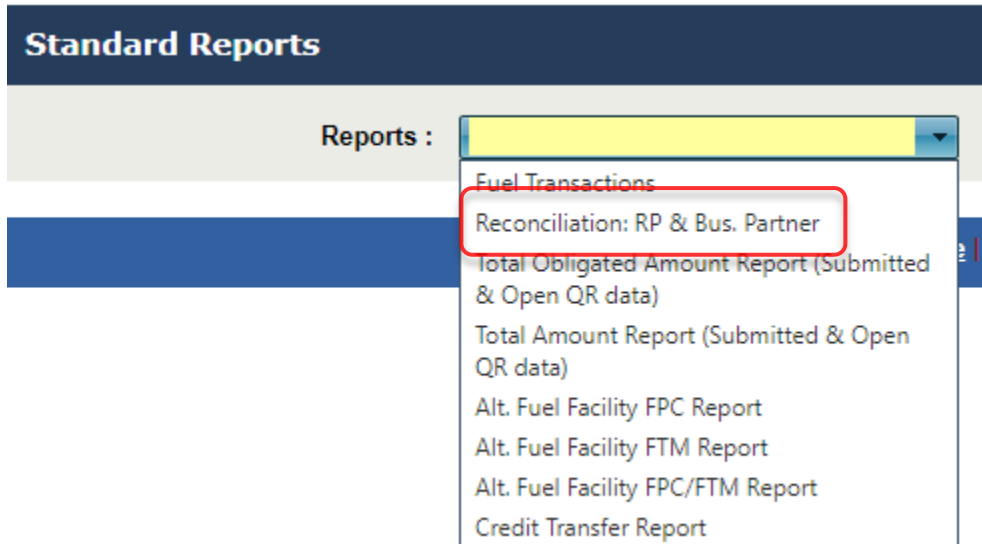 Standard Reports
Reports :
Fuel Transactions
Reconciliation: RP & Bus. Partner
Total Obligated Amount Report (Submitted
& Open QR data)
Total Amount Report (Submitted & Open
QR data)
Alt. Fuel Facility FPC Report
Alt. Fuel Facility FTM Report
Alt. Fuel Facility FPC/FTM Report
Credit Transfer Report